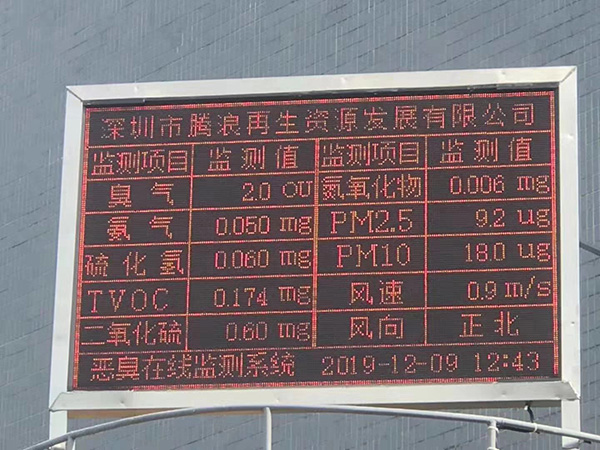 深圳市腾浪再生资源发展有限公司
监测项目 监测值 监测项目 监测值
臭气 2.0 OU 氮氧化物 0.006 mg
氨气 0.050 mg PM2.5 9.2 ug
硫化氢 0.060 mg PM10 18.0 ug
TVOC 0.174 mg 风速 0.9 m/s
二氧化硫 0.60 mg 风向 正北
恶臭在线监测系统 2019-12-09 12:43